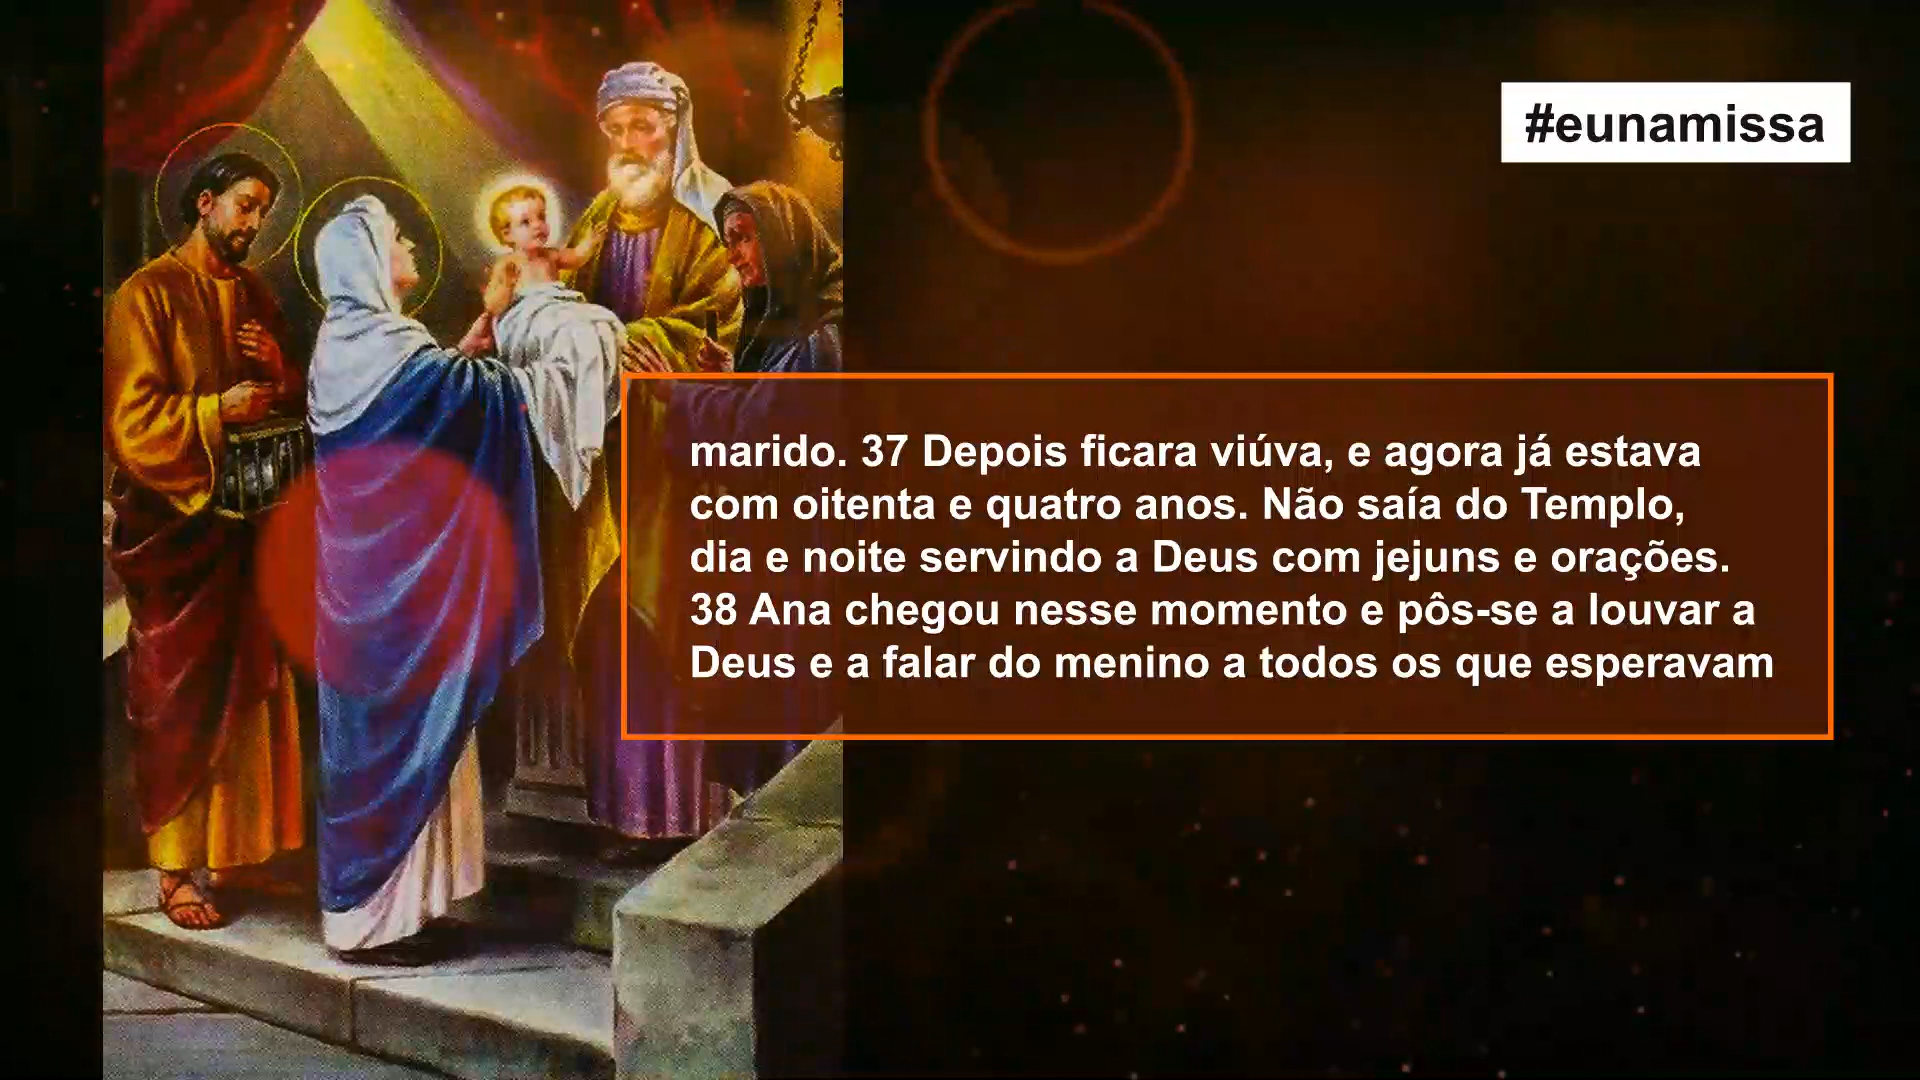 #eunamissa
marido. 37 Depois ficara viúva, e agora já estava
com oitenta e quatro anos. Não saía do Templo,
dia e noite servindo a Deus com jejuns e orações.
38 Ana chegou nesse momento e pôs-se a louvar a
Deus e a falar do menino a todos os que esperavam